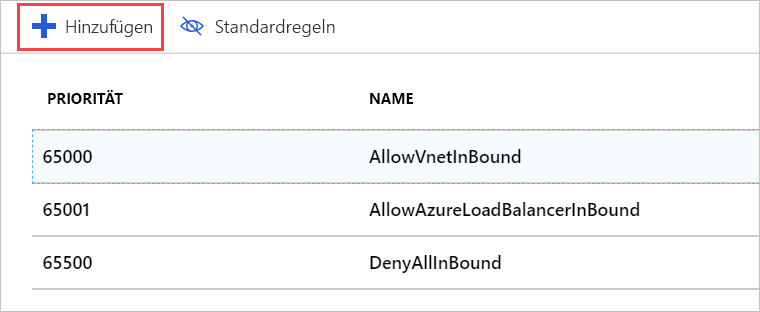 Hinzufügen Standardregeln
PRIORITÄT NAME
65000 AllowVnetInBound
65001 AllowAzureLoadBalancerInBound
65500 DenyAllInBound